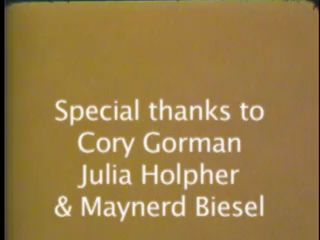 Special thanks to
Cory Gorman
Julia Holpher
& Maynerd Biesel